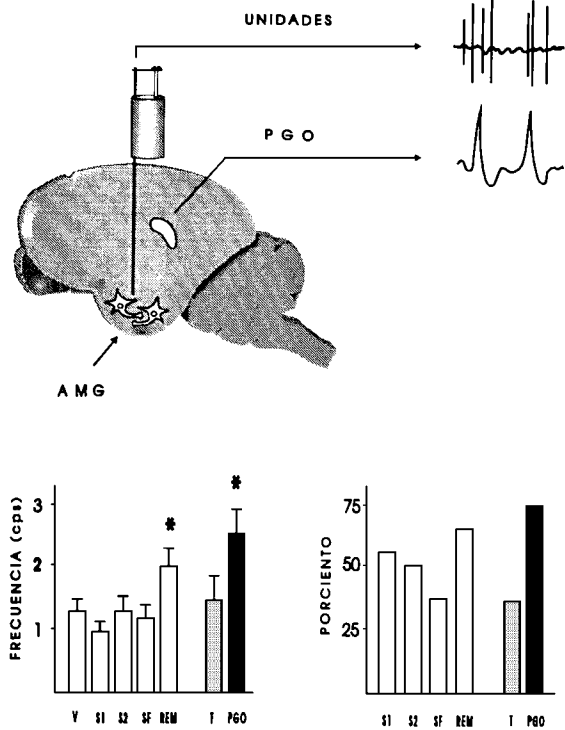 UNIDADES
PGO
AMG
FRECUENCIA (cps)
3
2
1
*
*
V S1 S2 SF REM T PGO
PORCIENTO
75
50
25
S1 S2 SF REM T PGO